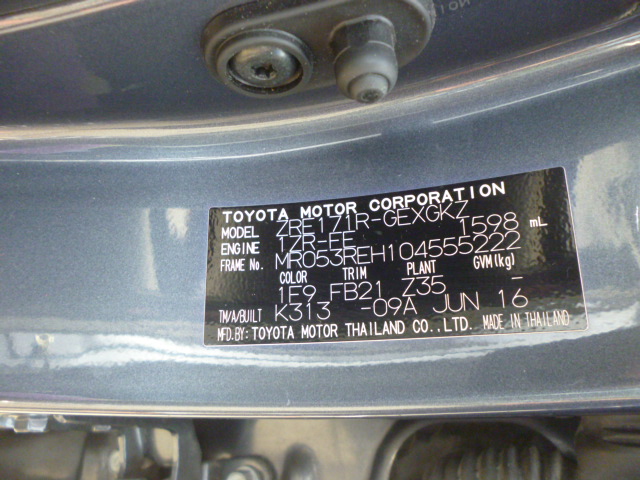 TOYOTA MOTOR CORPORATION
MODEL ZRE171R-GEXGKZ
ENGINE 1ZR-FE 1598 mL
FRAME No. MR053REH104555222
COLOR TRIM PLANT GVM(kg)
1E9 FB21 Z35 -
TM/A/BUILT K313 -09A JUN 16
MFD.BY:TOYOTA MOTOR THAILAND CO.,LTD. MADE IN THAILAND